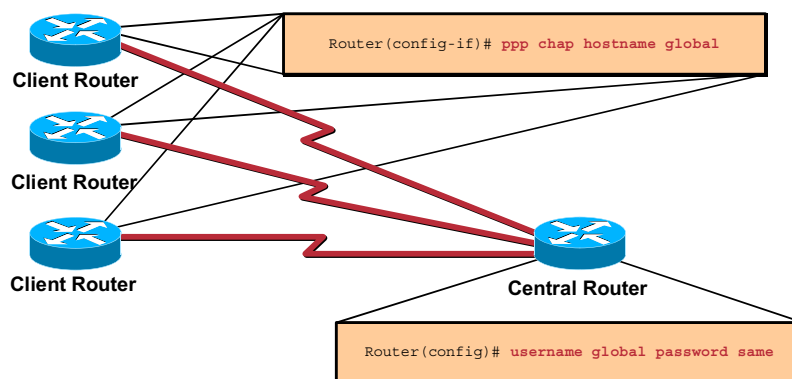 Router(config-if)# ppp chap hostname global
Client Router
Client Router
Client Router
Central Router
Router(config)# username global password same